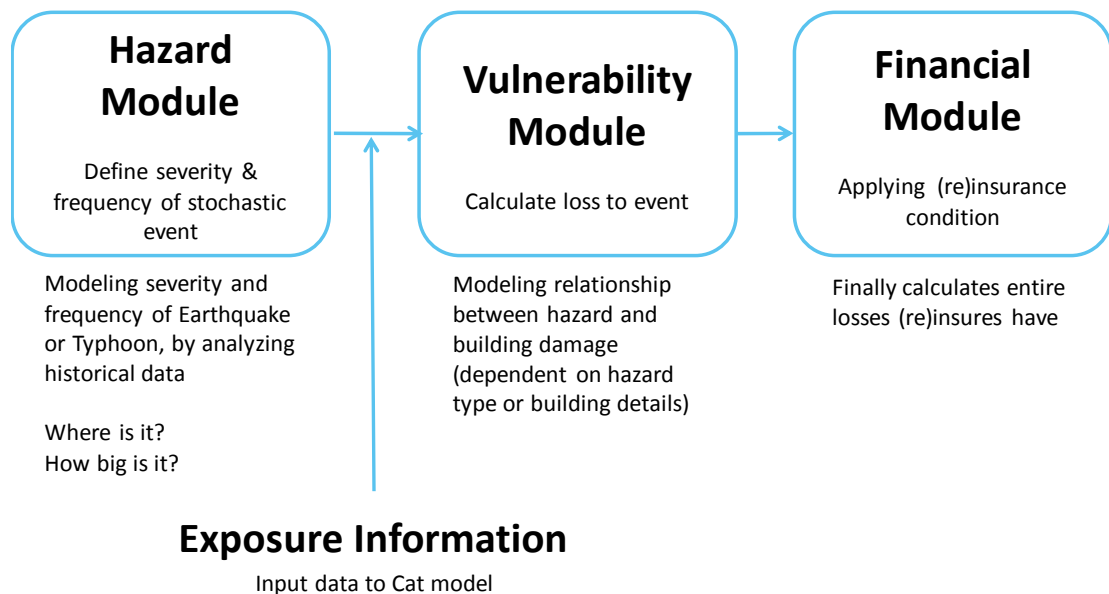 Hazard
Module
Define severity &
frequency of stochastic
event
Modeling severity and
frequency of Earthquake
or Typhoon, by analyzing
historical data
Where is it?
How big is it?
Vulnerability
Module
Calculate loss to event
Modeling relationship
between hazard and
building damage
(dependent on hazard
type or building details)
Financial
Module
Applying (re)insurance
condition
Finally calculates entire
losses (re)insures have
Exposure Information
Input data to Cat model